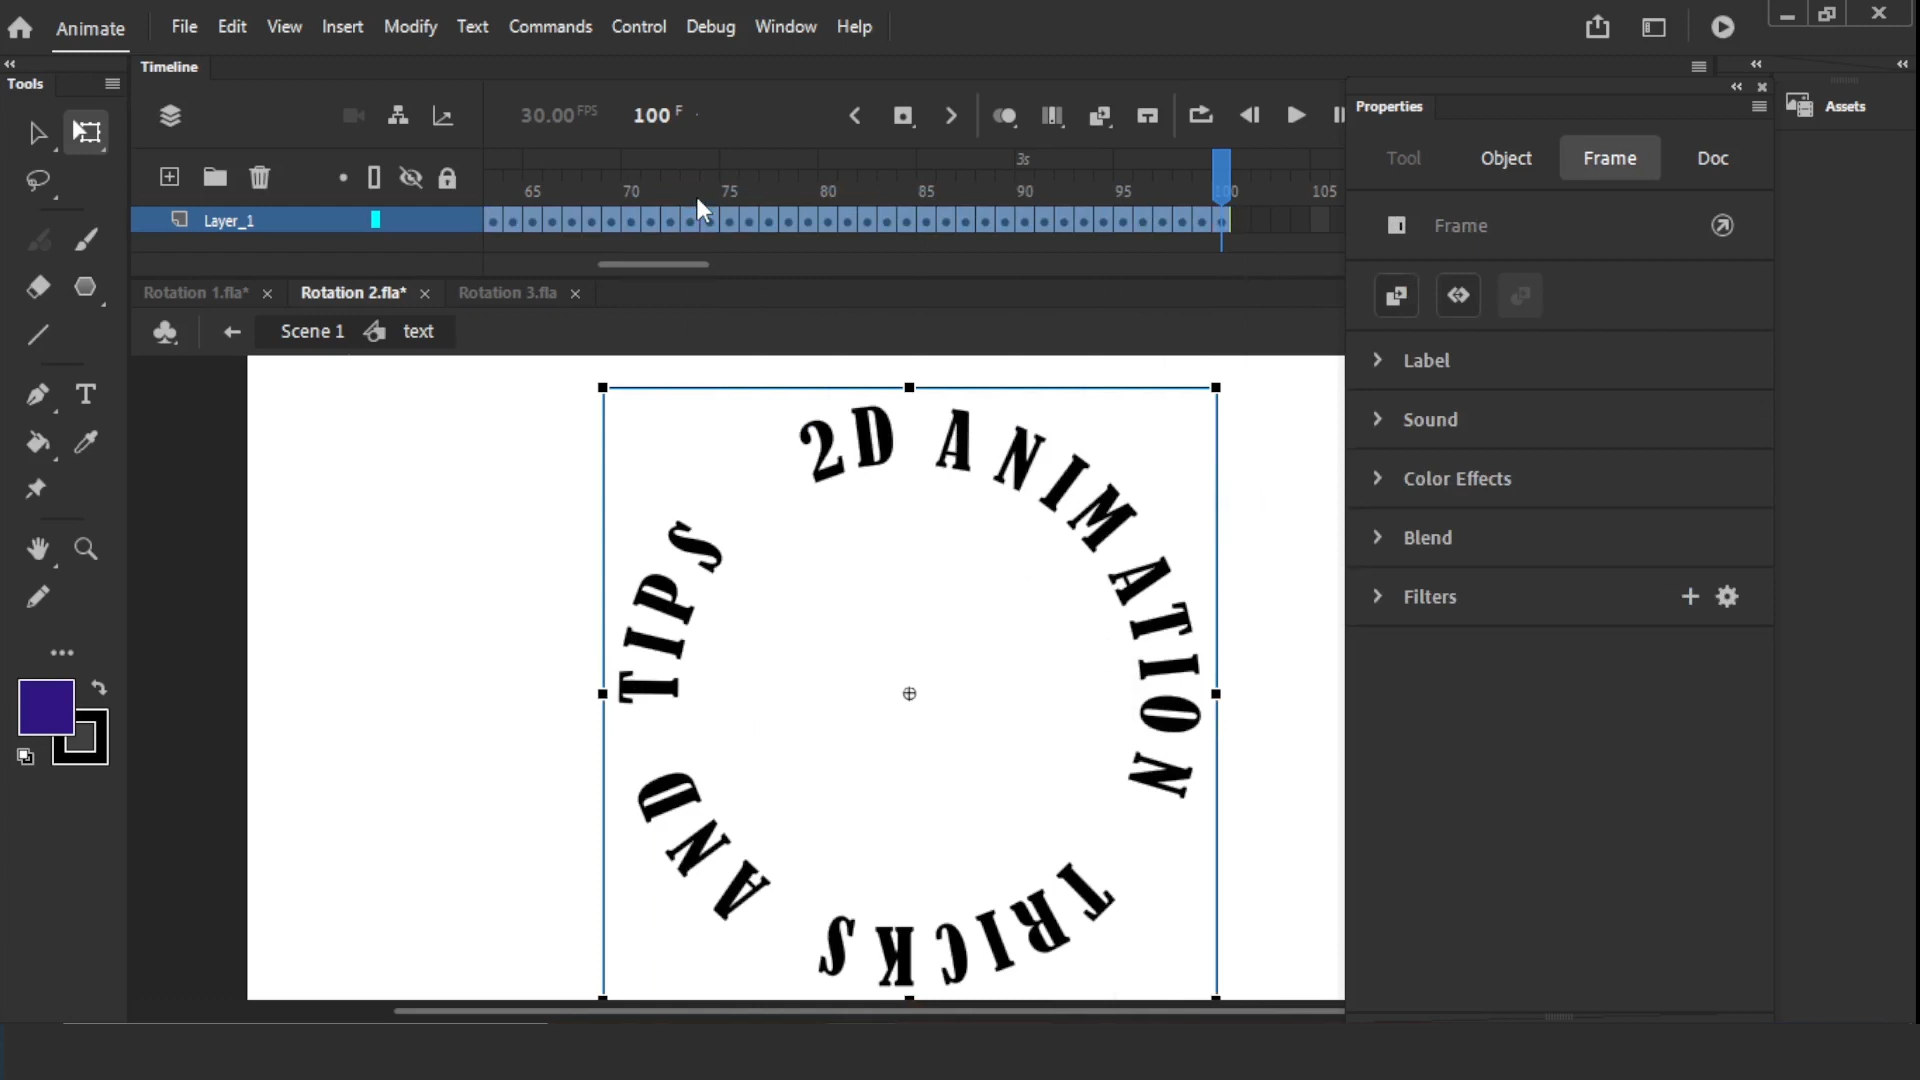 Animate File Edit View Insert Modify Text Commands Control Debug Window Help
Tools
Timeline
30.00 FPS 100 F
3s
65 70 75 80 85 90 95 100 105
Layer_1
Rotation 1.fla* Rotation 2.fla* Rotation 3.fla
Scene 1 text
2D ANIMATION TRICKS AND TIPS
Properties
Assets
Tool Object Frame Doc
Frame
Label
Sound
Color Effects
Blend
Filters